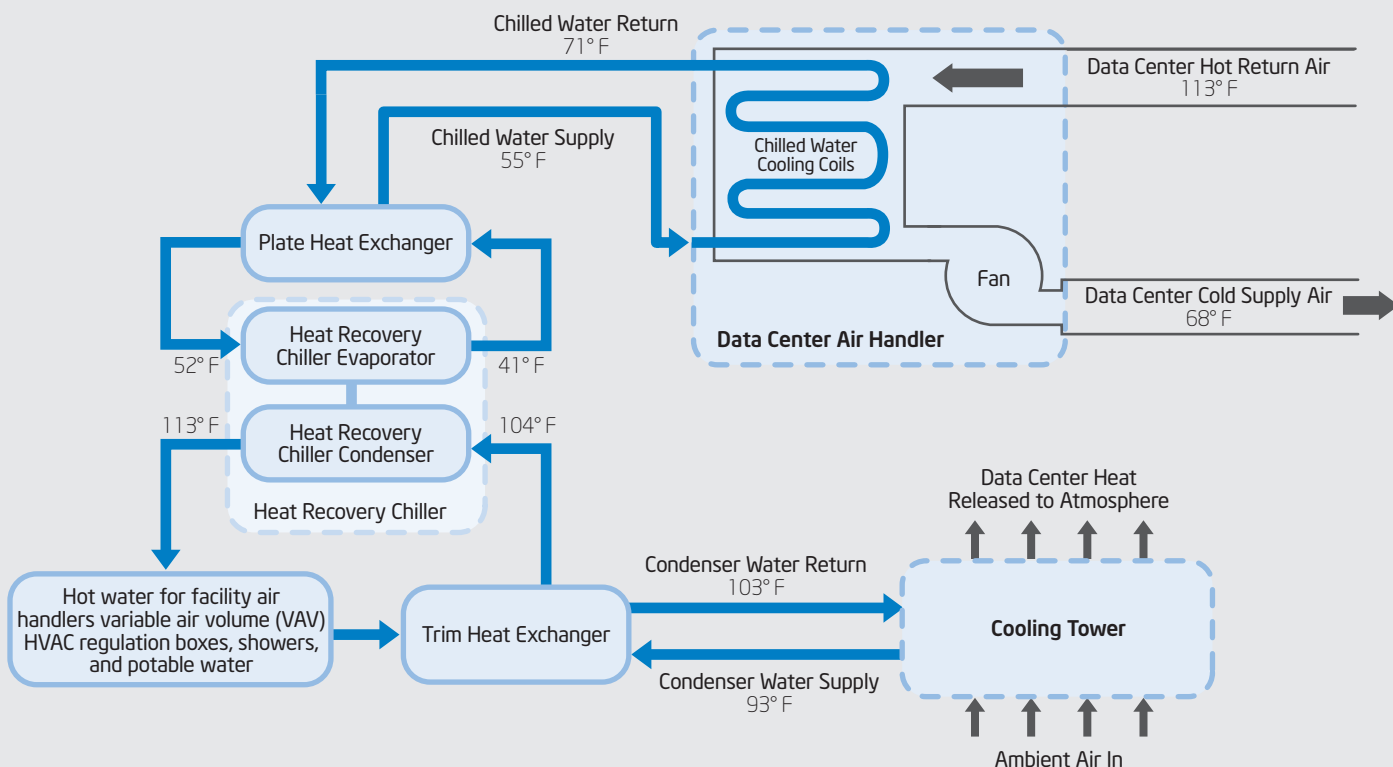 Chilled Water Return
71° F
Data Center Hot Return Air
113° F
Chilled Water Supply
55° F
Chilled Water
Cooling Coils
Plate Heat Exchanger
Fan
Data Center Cold Supply Air
68° F
Data Center Air Handler
Heat Recovery
Chiller Evaporator
52° F
41° F
113° F
104° F
Heat Recovery
Chiller Condenser
Heat Recovery Chiller
Data Center Heat
Released to Atmosphere
Hot water for facility air
handlers variable air volume (VAV)
HVAC regulation boxes, showers,
and potable water
Trim Heat Exchanger
Condenser Water Return
103° F
Cooling Tower
Condenser Water Supply
93° F
Ambient Air In